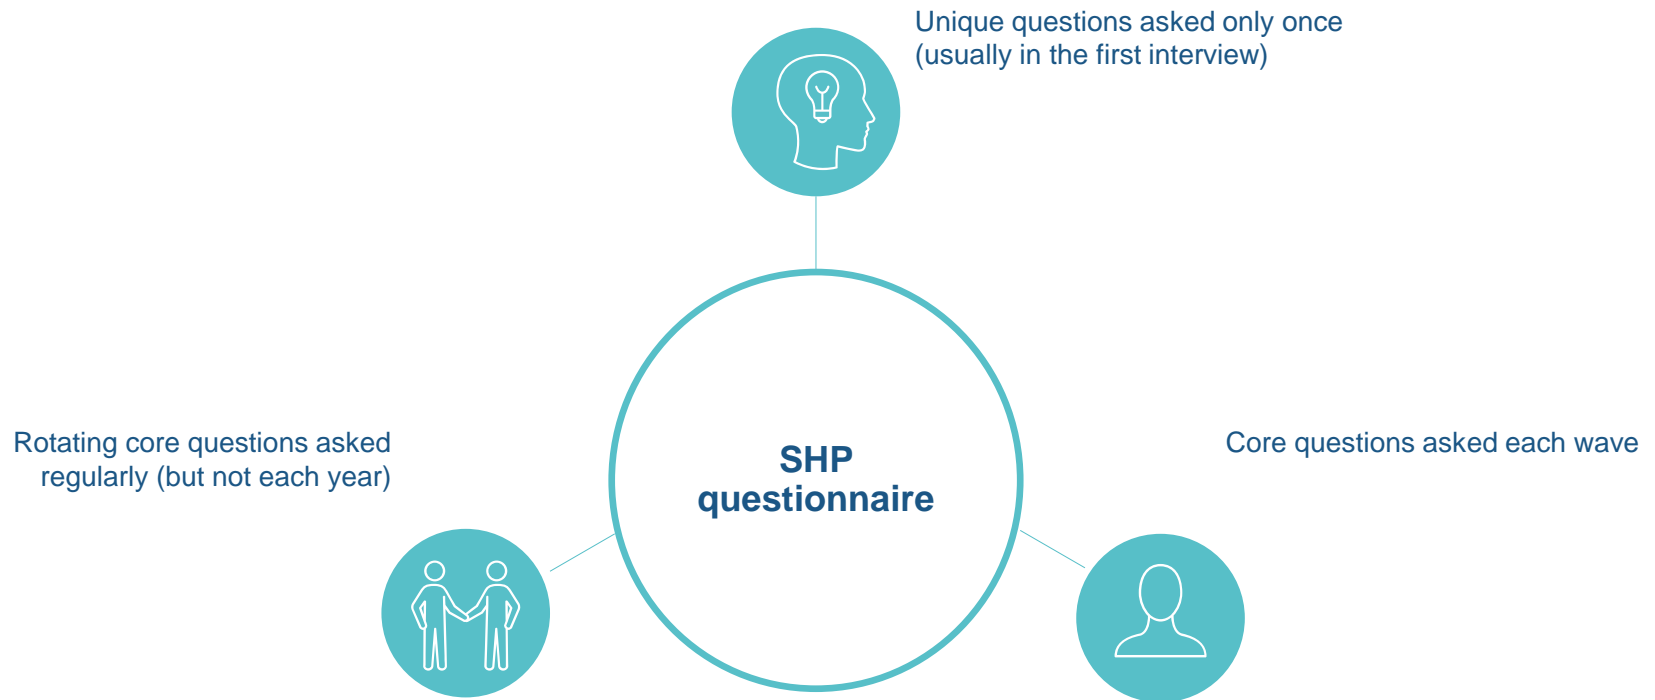 Unique questions asked only once
(usually in the first interview)
Rotating core questions asked
regularly (but not each year)
SHP
questionnaire
Core questions asked each wave